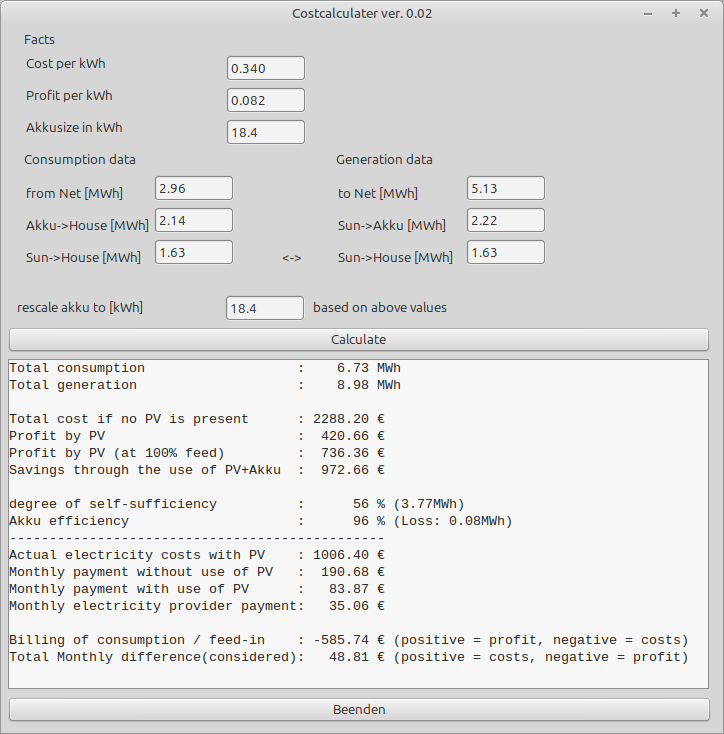 Costcalculater ver. 0.02
Facts
Cost per kWh 0.340
Profit per kWh 0.082
Akkusize in kWh 18.4
Consumption data Generation data
from Net [MWh] 2.96 to Net [MWh] 5.13
Akku->House [MWh] 2.14 Sun->Akku [MWh] 2.22
Sun->House [MWh] 1.63 <-> Sun->House [MWh] 1.63
rescale akku to [kWh] 18.4 based on above values
Calculate
Total consumption : 6.73 MWh
Total generation : 8.98 MWh
Total cost if no PV is present : 2288.20 €
Profit by PV : 420.66 €
Profit by PV (at 100% feed) : 736.36 €
Savings through the use of PV+Akku : 972.66 €
degree of self-sufficiency : 56 % (3.77MWh)
Akku efficiency : 96 % (Loss: 0.08MWh)
-----------------------------------------------
Actual electricity costs with PV : 1006.40 €
Monthly payment without use of PV : 190.68 €
Monthly payment with use of PV : 83.87 €
Monthly electricity provider payment: 35.06 €
Billing of consumption / feed-in : -585.74 € (positive = profit, negative = costs)
Total Monthly difference(considered): 48.81 € (positive = costs, negative = profit)
Beenden